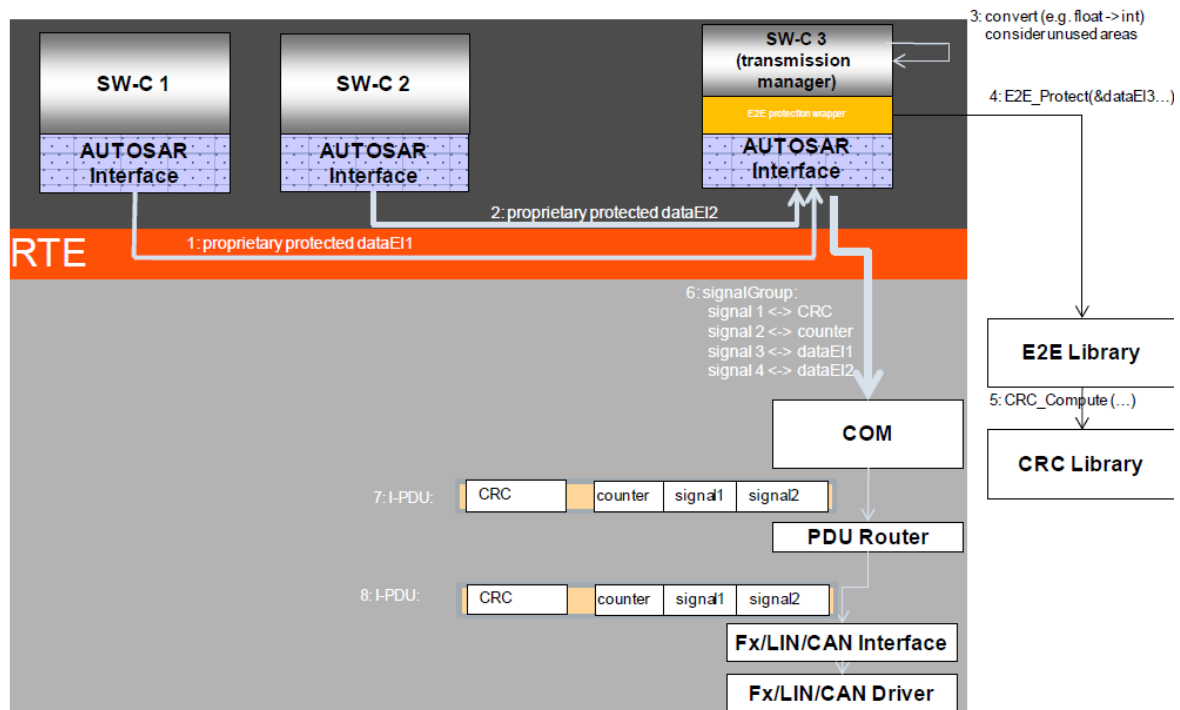 3: convert (e.g. float->int)
consider unused areas
SW-C 1
SW-C 2
SW-C 3
(transmission
manager)
E2E protection wrapper
4: E2E_Protect(&dataEl3...)
AUTOSAR
Interface
AUTOSAR
Interface
AUTOSAR
Interface
2: proprietary protected dataEl2
1: proprietary protected dataEl1
RTE
6: signalGroup:
signal 1 <-> CRC
signal 2 <-> counter
signal 3 <-> dataEl1
signal 4 <-> dataEl2
E2E Library
5: CRC_Compute (...)
COM
CRC Library
7: I-PDU:
CRC
counter
signal1
signal2
PDU Router
8: I-PDU:
CRC
counter
signal1
signal2
Fx/LIN/CAN Interface
Fx/LIN/CAN Driver